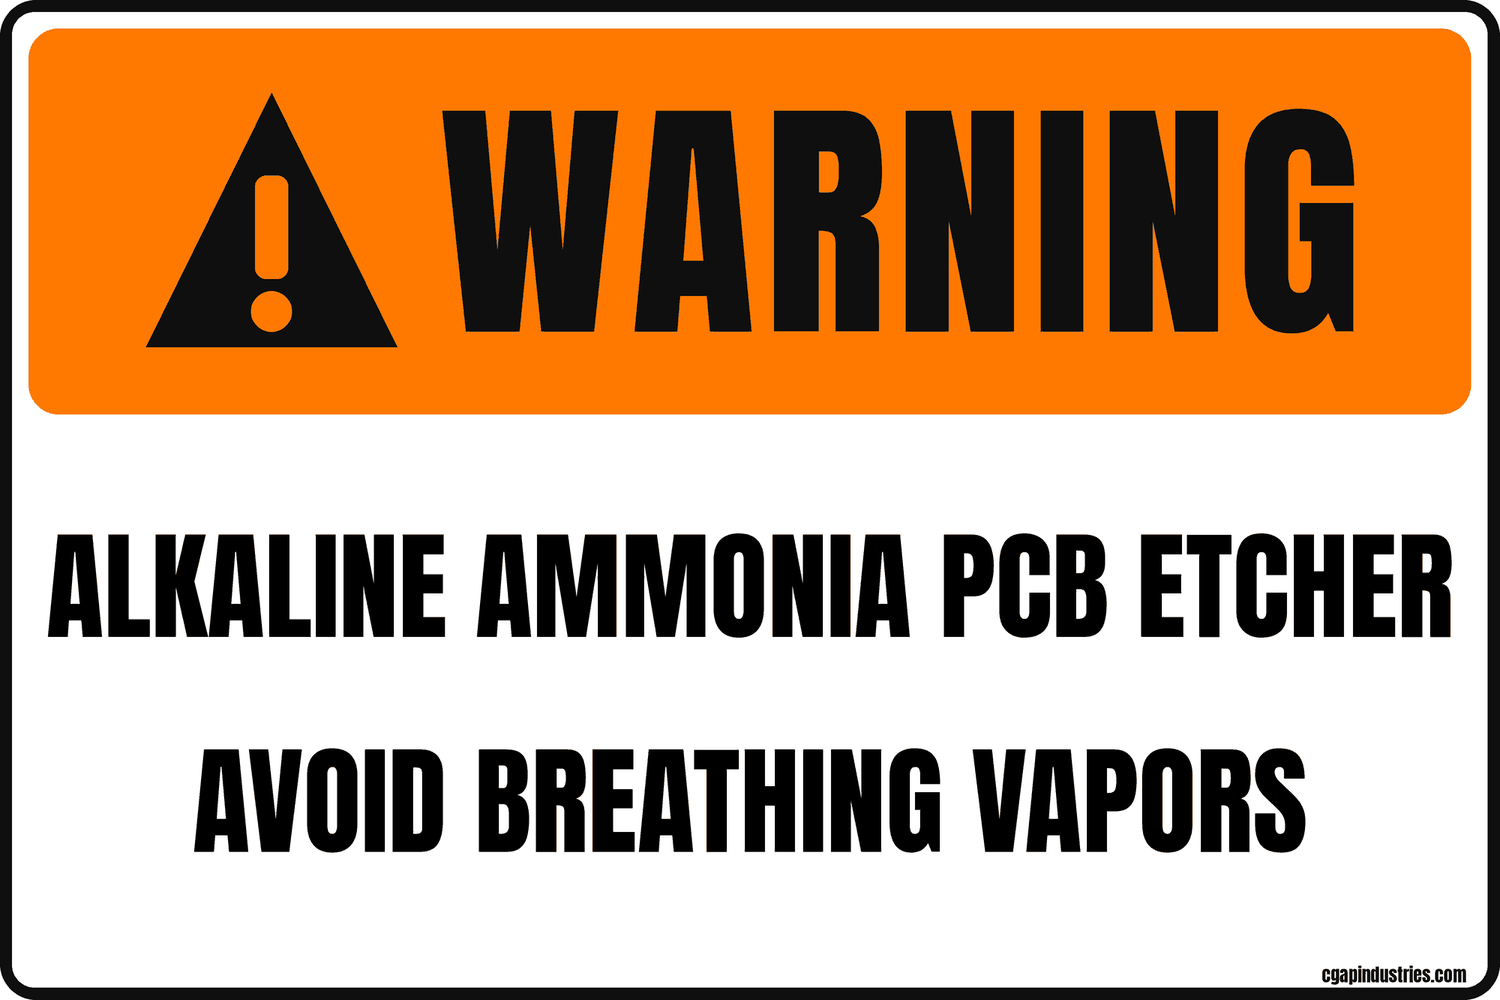 WARNING
ALKALINE AMMONIA PCB ETCHER
AVOID BREATHING VAPORS
cgapindustries.com